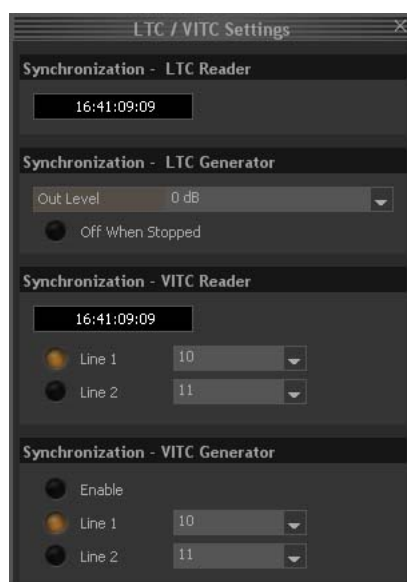 LTC / VITC Settings
Synchronization - LTC Reader
16:41:09:09
Synchronization - LTC Generator
Out Level 0 dB
Off When Stopped
Synchronization - VITC Reader
16:41:09:09
Line 1 10
Line 2 11
Synchronization - VITC Generator
Enable
Line 1 10
Line 2 11